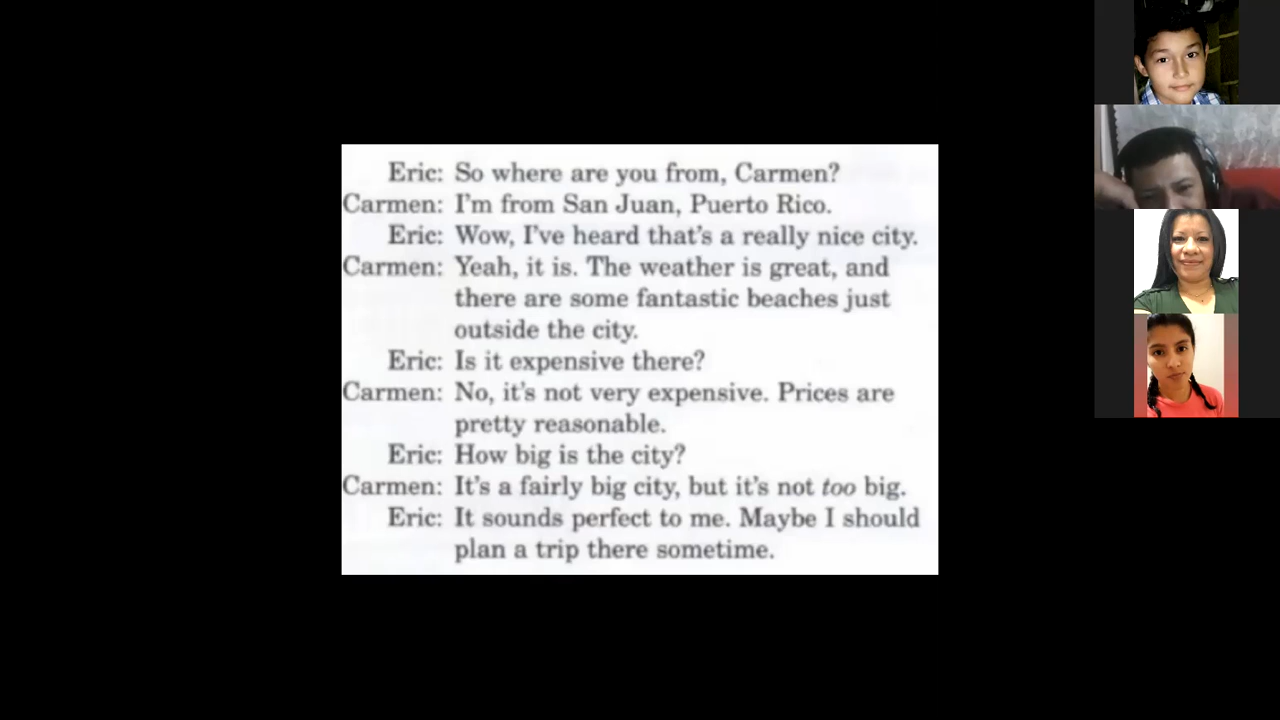 Eric: So where are you from, Carmen?
Carmen: I'm from San Juan, Puerto Rico.
Eric: Wow, I've heard that's a really nice city.
Carmen: Yeah, it is. The weather is great, and
there are some fantastic beaches just
outside the city.
Eric: Is it expensive there?
Carmen: No, it's not very expensive. Prices are
pretty reasonable.
Eric: How big is the city?
Carmen: It's a fairly big city, but it's not too big.
Eric: It sounds perfect to me. Maybe I should
plan a trip there sometime.